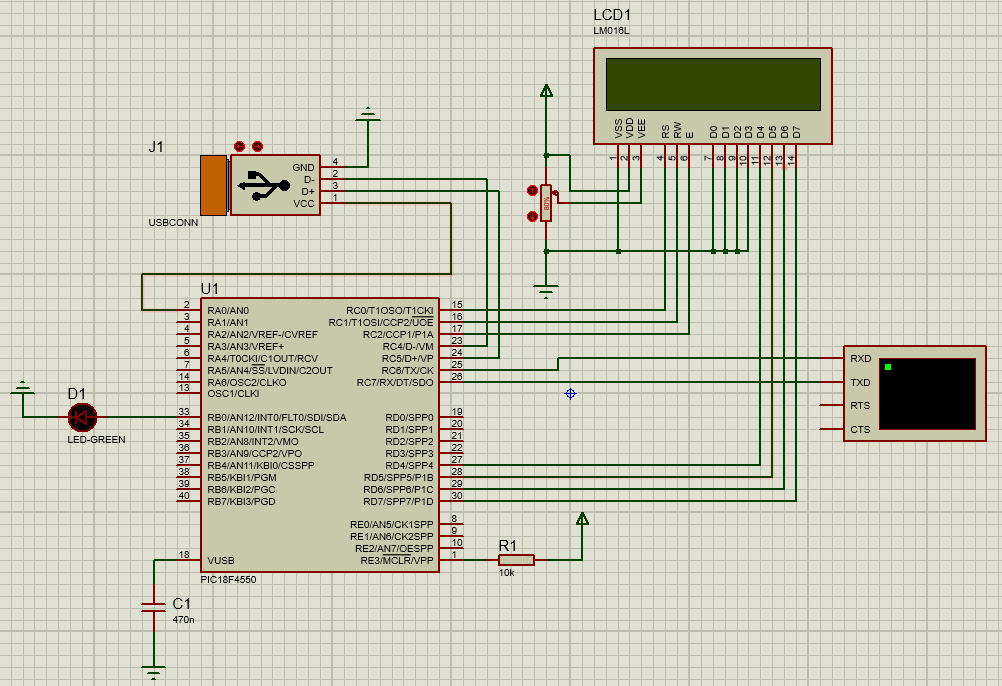 LCD1
LM016L
VSS
VDD
VEE
RS
RW
E
D0
D1
D2
D3
D4
D5
D6
D7
1
2
3
4
5
6
7
8
9
10
11
12
13
14
J1
USBCONN
GND 4
D- 2
D+ 3
VCC 1
U1
2 RA0/AN0
3 RA1/AN1
4 RA2/AN2/VREF-/CVREF
5 RA3/AN3/VREF+
6 RA4/T0CKI/C1OUT/RCV
7 RA5/AN4/SS/LVDIN/C2OUT
14 RA6/OSC2/CLKO
13 OSC1/CLKI
33 RB0/AN12/INT0/FLT0/SDI/SDA
34 RB1/AN10/INT1/SCK/SCL
35 RB2/AN8/INT2/VMO
36 RB3/AN9/CCP2/VPO
37 RB4/AN11/KBI0/CSSPP
38 RB5/KBI1/PGM
39 RB6/KBI2/PGC
40 RB7/KBI3/PGD
18 VUSB
RC0/T1OSO/T1CKI 15
RC1/T1OSI/CCP2/UOE 16
RC2/CCP1/P1A 17
RC4/D-/VM 23
RC5/D+/VP 24
RC6/TX/CK 25
RC7/RX/DT/SDO 26
RD0/SPP0 19
RD1/SPP1 20
RD2/SPP2 21
RD3/SPP3 22
RD4/SPP4 27
RD5/SPP5/P1B 28
RD6/SPP6/P1C 29
RD7/SPP7/P1D 30
RE0/AN5/CK1SPP 8
RE1/AN6/CK2SPP 9
RE2/AN7/OESPP 10
RE3/MCLR/VPP 1
PIC18F4550
D1
LED-GREEN
C1
470n
R1
10k
RXD
TXD
RTS
CTS